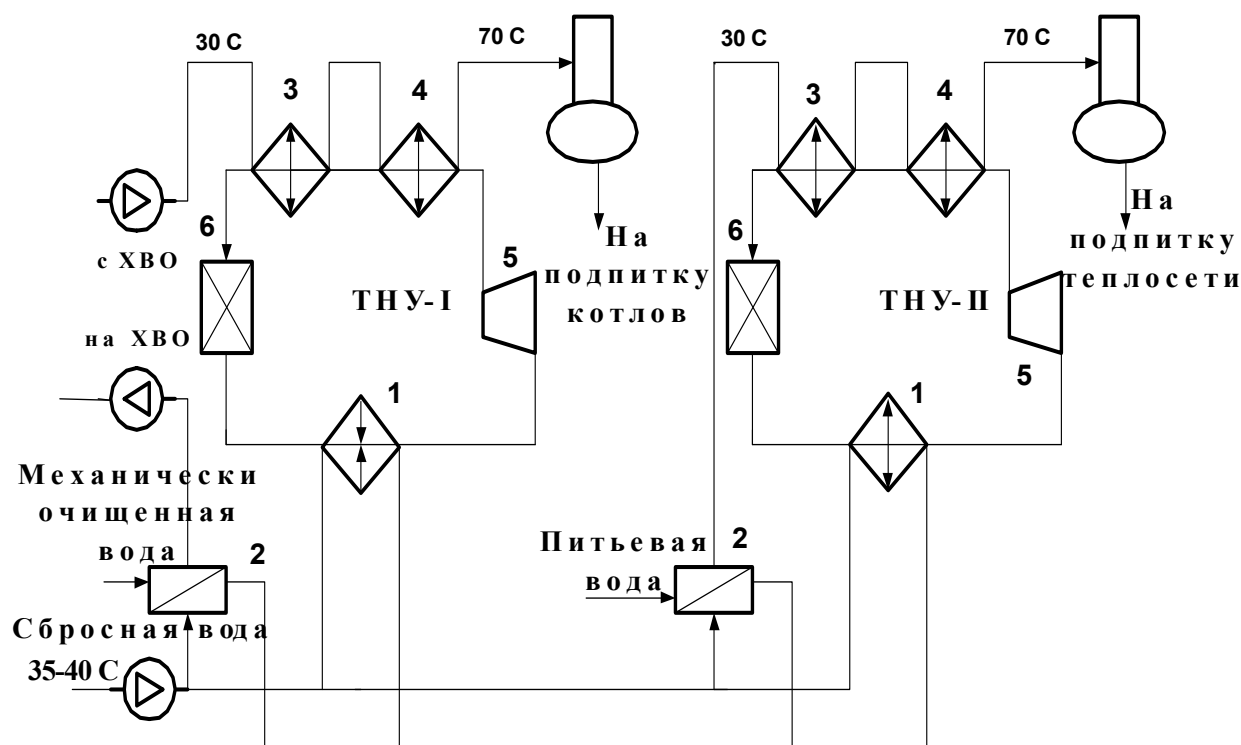 30 С
70 С
3
4
с ХВО
6
5
ТНУ-I
На
подпитку
котлов
на ХВО
1
Механически
очищенная
вода
2
Сбросная вода
35-40 С
30 С
70 С
3
4
6
ТНУ-II
На
подпитку
теплосети
5
1
Питьевая
вода
2